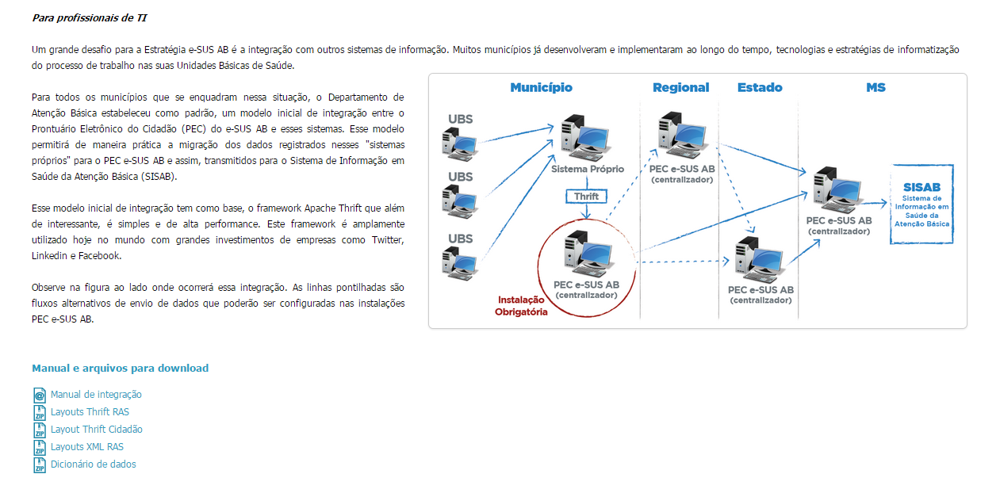 Para profissionais de TI
Um grande desafio para a Estratégia e-SUS AB é a integração com outros sistemas de informação. Muitos municípios já desenvolveram e implementaram ao longo do tempo, tecnologias e estratégias de informatização
do processo de trabalho nas suas Unidades Básicas de Saúde.
Para todos os municípios que se enquadram nessa situação, o Departamento de
Atenção Básica estabeleceu como padrão, um modelo inicial de integração entre o
Prontuário Eletrônico do Cidadão (PEC) do e-SUS AB e esses sistemas. Esse modelo
permitirá de maneira prática a migração dos dados registrados nesses "sistemas
próprios" para o PEC e-SUS AB e assim, transmitidos para o Sistema de Informação em
Saúde da Atenção Básica (SISAB).
Esse modelo inicial de integração tem como base, o framework Apache Thrift que além
de interessante, é simples e de alta performance. Este framework é amplamente
utilizado hoje no mundo com grandes investimentos de empresas como Twitter,
Linkedin e Facebook.
Observe na figura ao lado onde ocorrerá essa integração. As linhas pontilhadas são
fluxos alternativos de envio de dados que poderão ser configuradas nas instalações
PEC e-SUS AB.
Município
Regional
Estado
MS
UBS
UBS
UBS
Sistema Próprio
Thrift
PEC e-SUS AB
(centralizador)
Instalação
Obrigatória
PEC e-SUS AB
(centralizador)
PEC e-SUS AB
(centralizador)
PEC e-SUS AB
(centralizador)
SISAB
Sistema de
Informação em
Saúde da
Atenção Básica
Manual e arquivos para download
@ Manual de integração
ZIP Layouts Thrift RAS
ZIP Layout Thrift Cidadão
ZIP Layouts XML RAS
ZIP Dicionário de dados